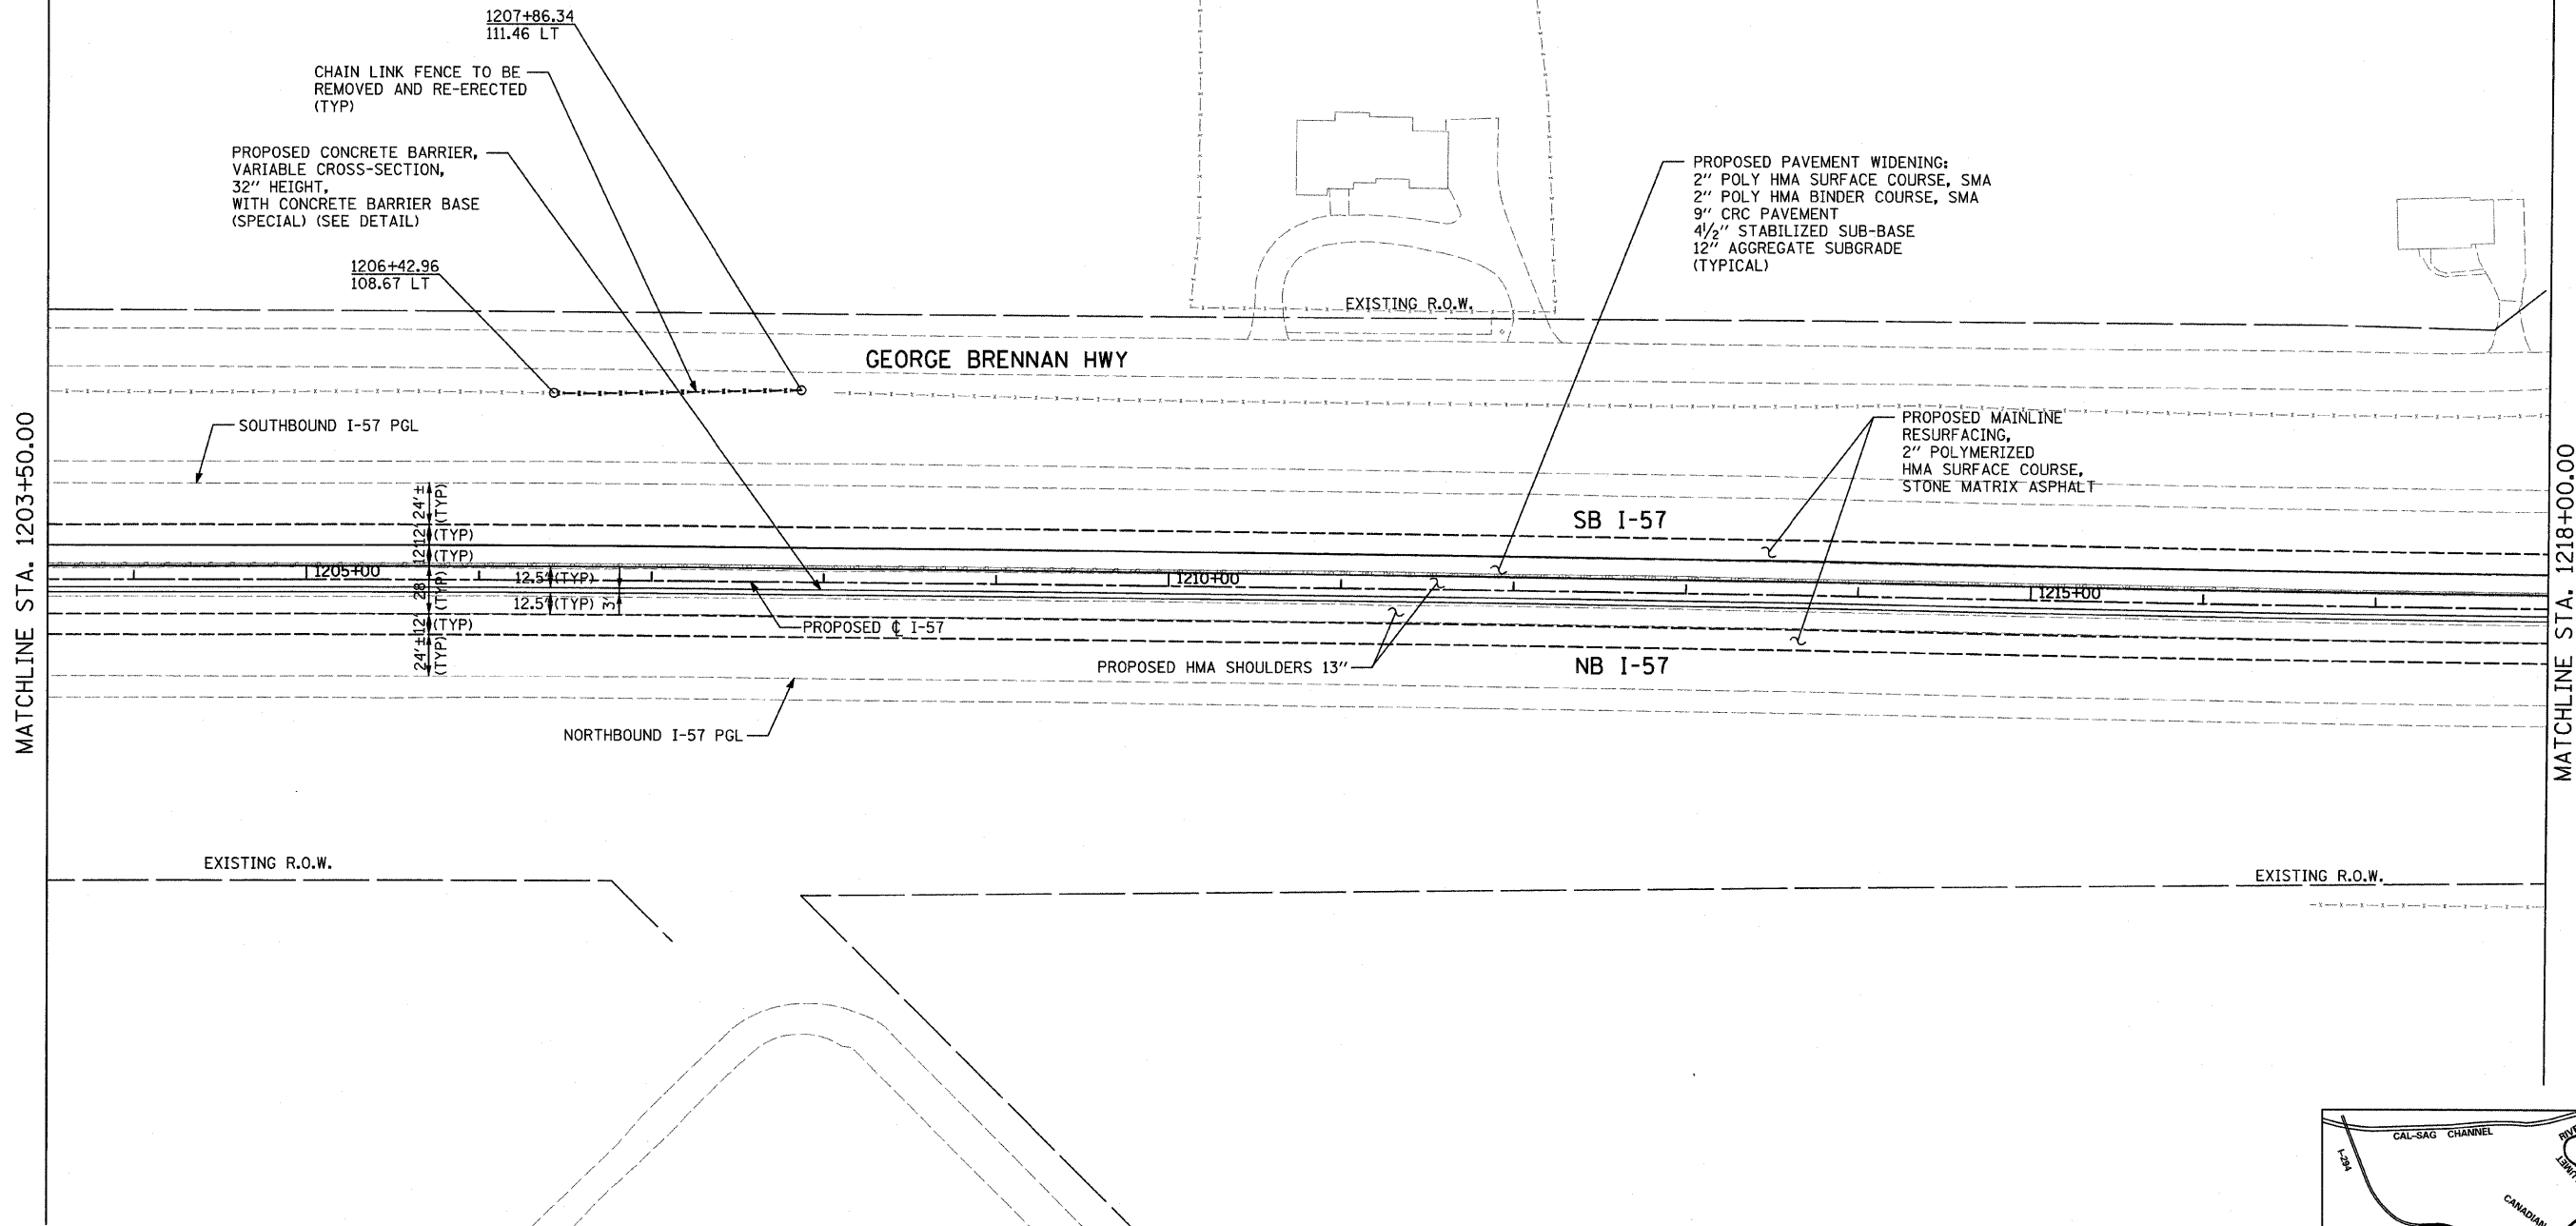 1207+86.34
111.46 LT
CHAIN LINK FENCE TO BE
REMOVED AND RE-ERECTED
(TYP)
PROPOSED CONCRETE BARRIER,
VARIABLE CROSS-SECTION,
32" HEIGHT,
WITH CONCRETE BARRIER BASE
(SPECIAL) (SEE DETAIL)
1206+42.96
108.67 LT
PROPOSED PAVEMENT WIDENING:
2" POLY HMA SURFACE COURSE, SMA
2" POLY HMA BINDER COURSE, SMA
9" CRC PAVEMENT
4 1/2" STABILIZED SUB-BASE
12" AGGREGATE SUBGRADE
(TYPICAL)
EXISTING R.O.W.
GEORGE BRENNAN HWY
MATCHLINE STA. 1203+50.00
SOUTHBOUND I-57 PGL
PROPOSED MAINLINE
RESURFACING,
2" POLYMERIZED
HMA SURFACE COURSE,
STONE MATRIX ASPHALT
MATCHLINE STA. 1218+00.00
24'±
(TYP)
12'
(TYP)
12'
(TYP)
28'
(TYP)
12'
(TYP)
24'±
(TYP)
SB I-57
1205+00
12.5'
(TYP)
12.5'
(TYP)
3'
1210+00
1215+00
PROPOSED ℄ I-57
PROPOSED HMA SHOULDERS 13"
NB I-57
NORTHBOUND I-57 PGL
EXISTING R.O.W.
EXISTING R.O.W.
CAL-SAG CHANNEL
I-294